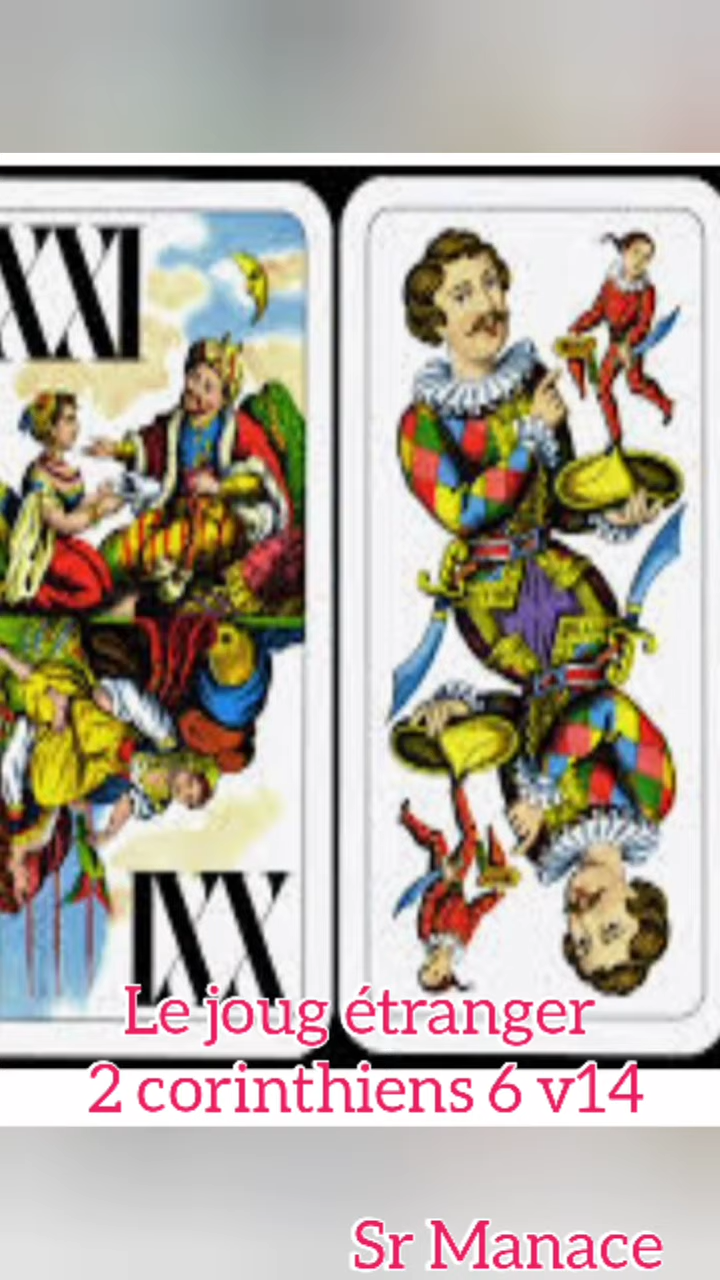 XXI
IXX
Le joug étranger
2 corinthiens 6 v14
Sr Manace